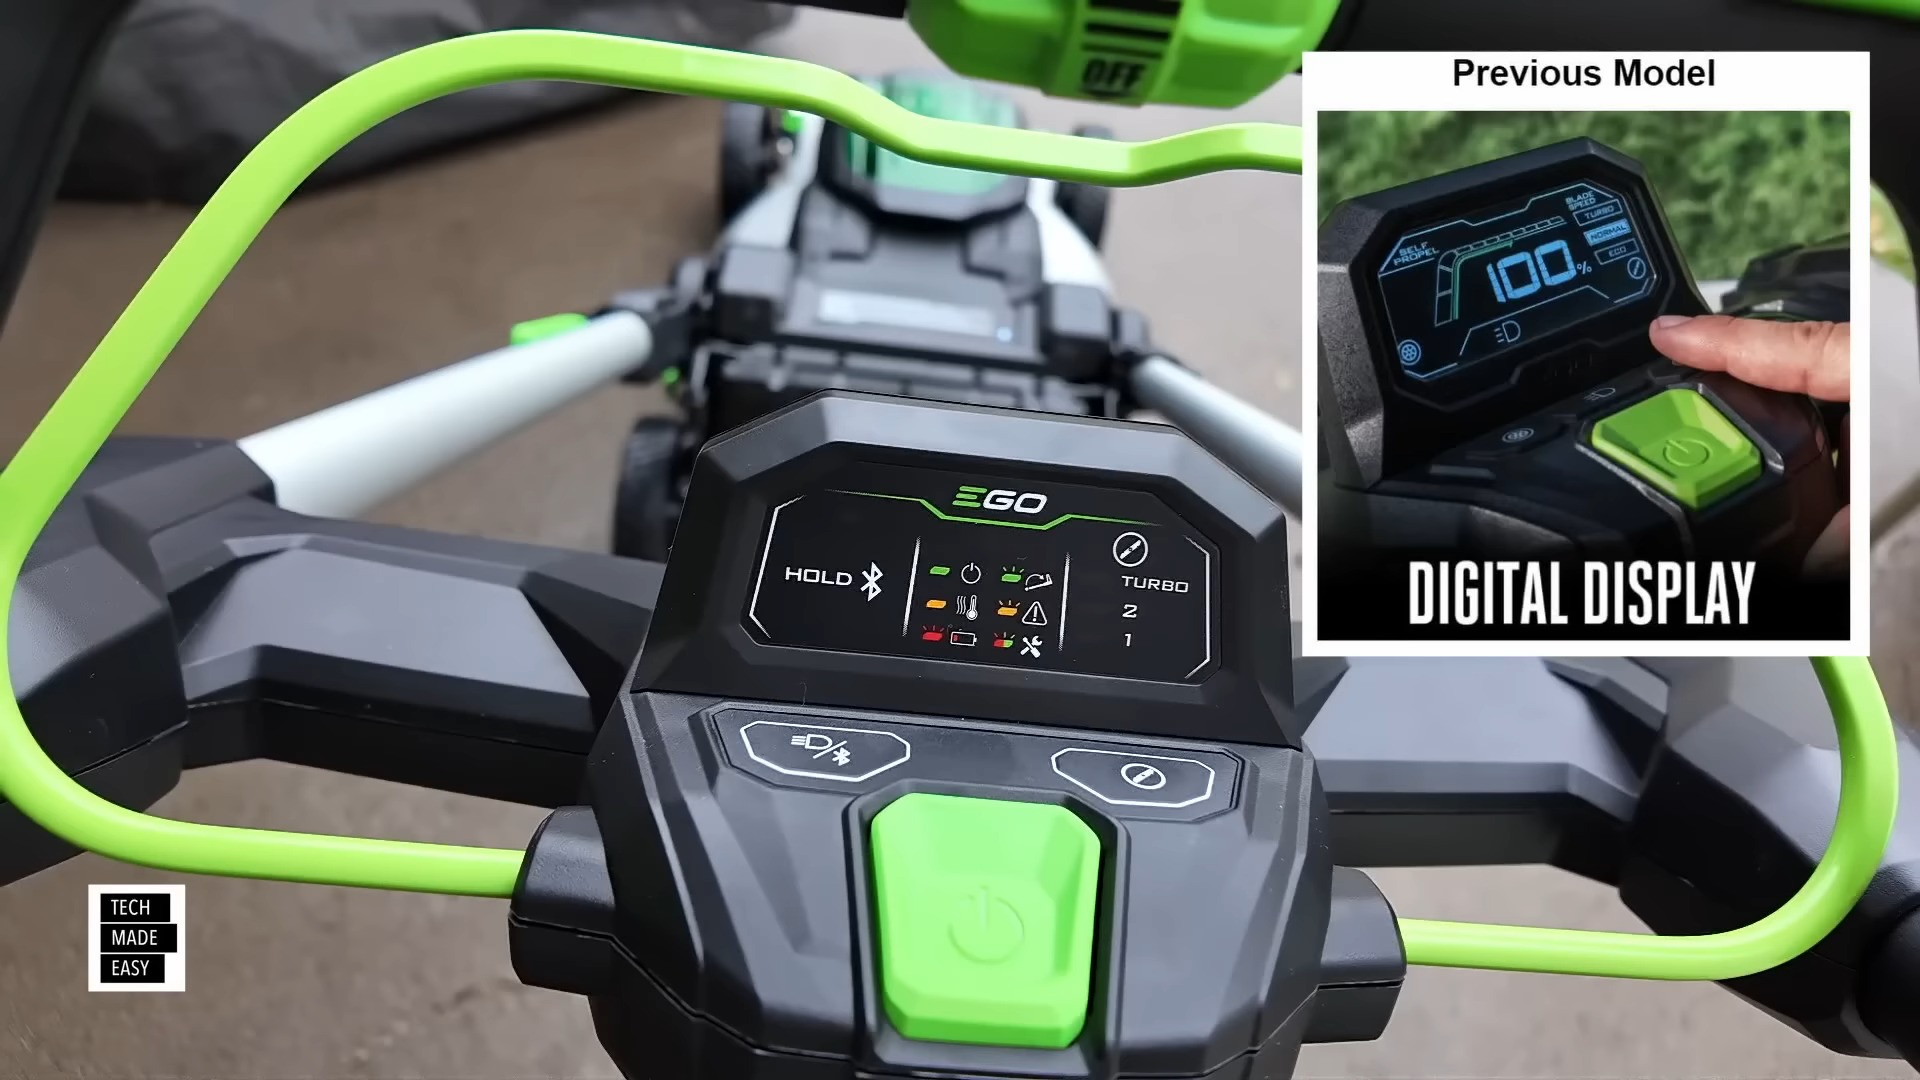 OFF
Previous Model
BLADE
SPEED
TURBO
NORMAL
ECO
SELF
PROPEL
100%
DIGITAL DISPLAY
EGO
HOLD
TURBO
2
1
TECH
MADE
EASY